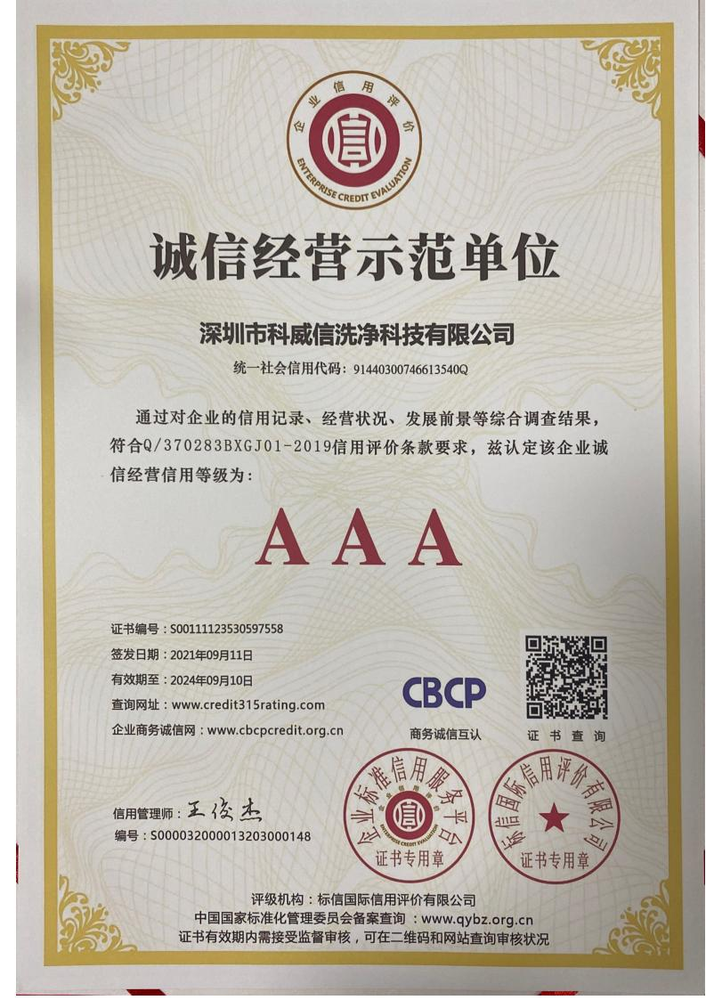 企业信用评价
信
ENTERPRISE CREDIT EVALUATION
诚信经营示范单位
深圳市科威信洗净科技有限公司
统一社会信用代码：91440300746613540Q
通过对企业的信用记录、经营状况、发展前景等综合调查结果，
符合Q/370283BXGJ01-2019信用评价条款要求，兹认定该企业诚
信经营信用等级为：
AAA
证书编号：S00111123530597558
签发日期：2021年09月11日
有效期至：2024年09月10日
查询网址：www.credit315rating.com
企业商务诚信网：www.cbcpcredit.org.cn
CBCP
商务诚信互认
证书查询
信用管理师：王俊杰
编号：S000032000013203000148
企业标准信用服务平台
企业信用评价
信
ENTERPRISE CREDIT EVALUATION
证书专用章
标信国际信用评价有限公司
证书专用章
评级机构：标信国际信用评价有限公司
中国国家标准化管理委员会备案查询：www.qybz.org.cn
证书有效期内需接受监督审核，可在二维码和网站查询审核状况